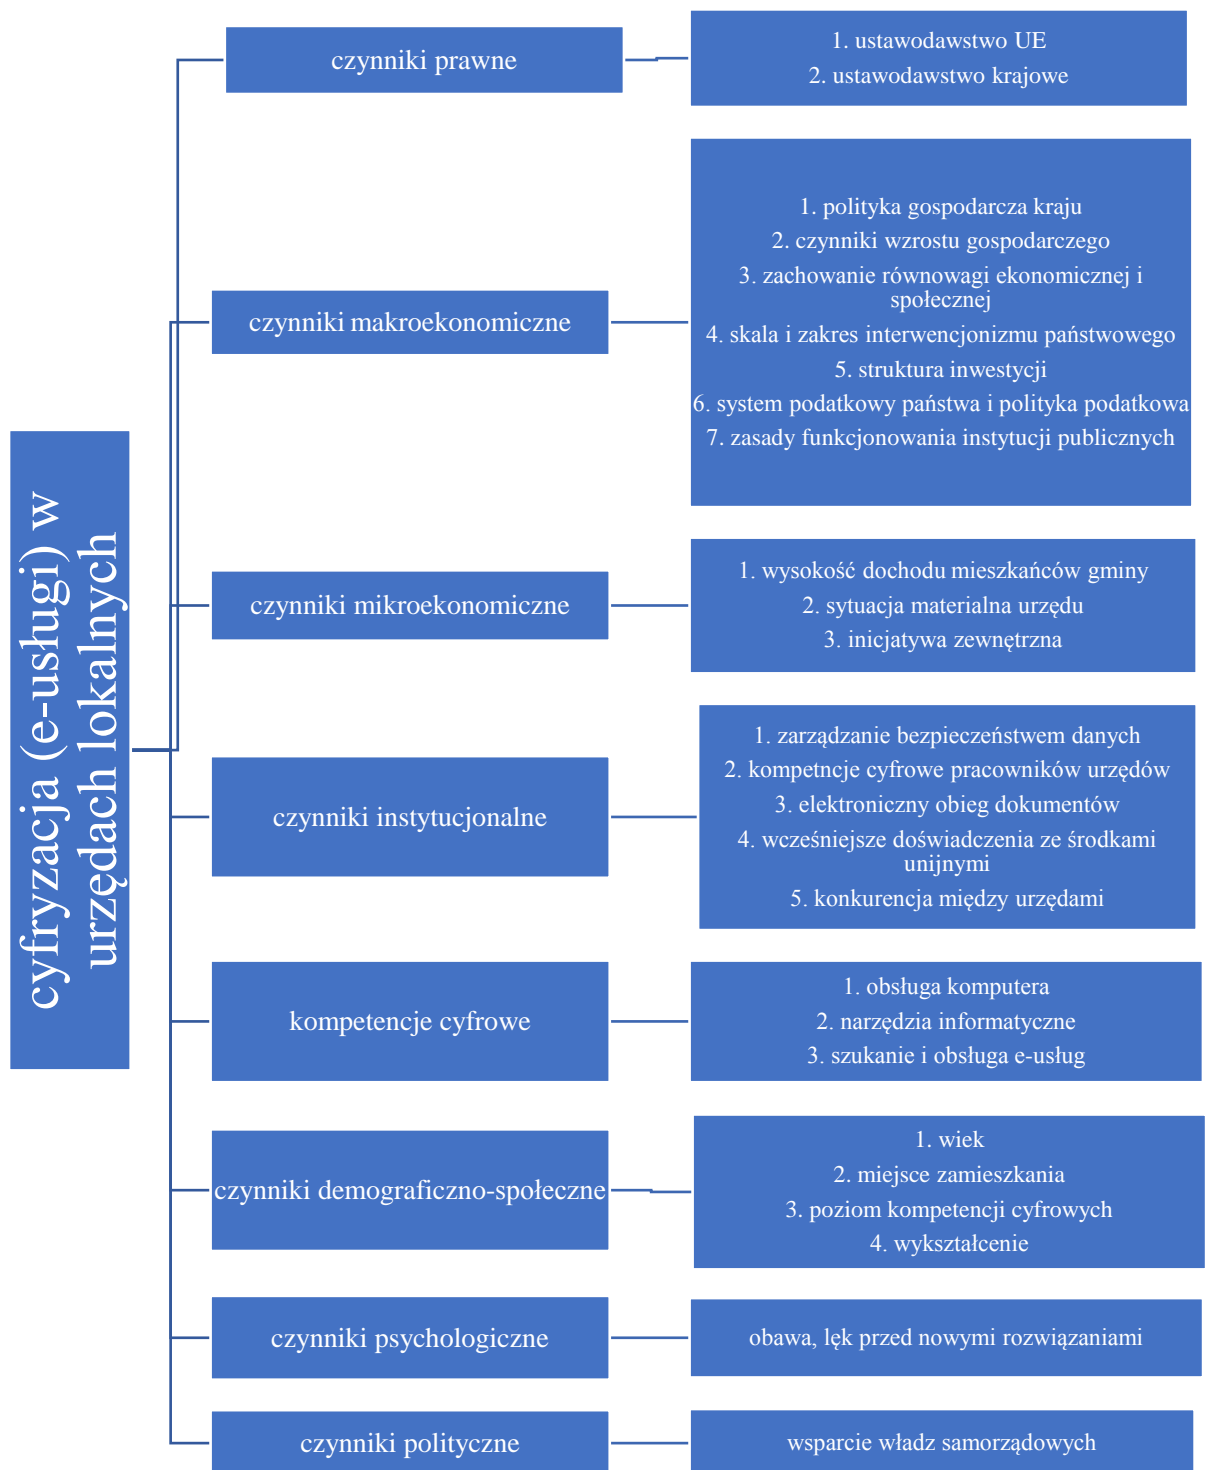 cyfryzacja (e-usługi) w
urzędach lokalnych
czynniki prawne
1. ustawodawstwo UE
2. ustawodawstwo krajowe
czynniki makroekonomiczne
1. polityka gospodarcza kraju
2. czynniki wzrostu gospodarczego
3. zachowanie równowagi ekonomicznej i
społecznej
4. skala i zakres interwencjonizmu państwowego
5. struktura inwestycji
6. system podatkowy państwa i polityka podatkowa
7. zasady funkcjonowania instytucji publicznych
czynniki mikroekonomiczne
1. wysokość dochodu mieszkańców gminy
2. sytuacja materialna urzędu
3. inicjatywa zewnętrzna
czynniki instytucjonalne
1. zarządzanie bezpieczeństwem danych
2. kompetncje cyfrowe pracowników urzędów
3. elektroniczny obieg dokumentów
4. wcześniejsze doświadczenia ze środkami
unijnymi
5. konkurencja między urzędami
kompetencje cyfrowe
1. obsługa komputera
2. narzędzia informatyczne
3. szukanie i obsługa e-usług
czynniki demograficzno-społeczne
1. wiek
2. miejsce zamieszkania
3. poziom kompetencji cyfrowych
4. wykształcenie
czynniki psychologiczne
obawa, lęk przed nowymi rozwiązaniami
czynniki polityczne
wsparcie władz samorządowych